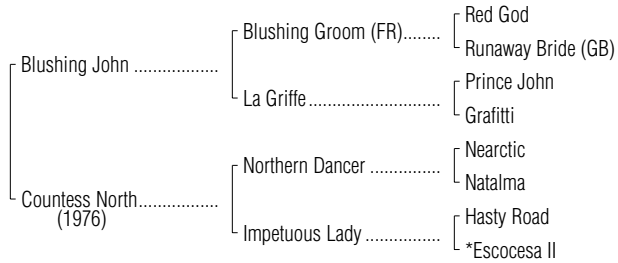 Red God
Blushing Groom (FR)........
Runaway Bride (GB)
Blushing John ..................
Prince John
La Griffe............................
Grafitti
Nearctic
Northern Dancer ...............
Natalma
Countess North.................
(1976)
Hasty Road
Impetuous Lady ................
*Escocesa II